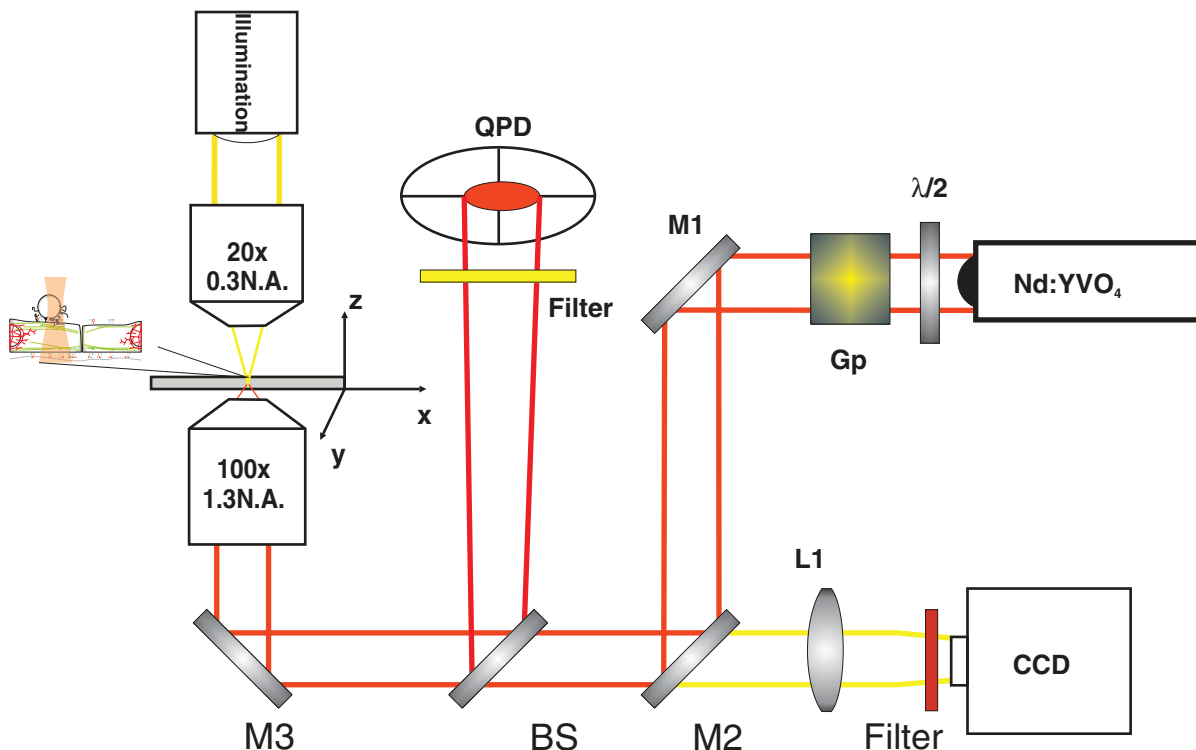 Illumination
QPD
λ/2
20x
0.3N.A.
M1
Filter
Nd:YVO₄
z
Gp
x
y
100x
1.3N.A.
L1
CCD
M3
BS
M2
Filter